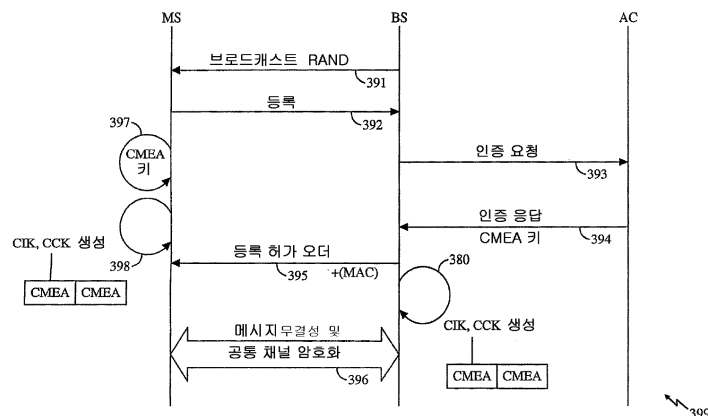 MS BS AC
브로드캐스트 RAND
391
등록
392
397
CMEA
키
인증 요청
393
인증 응답
CMEA 키
394
CIK, CCK 생성
398
등록 허가 오더
395
+(MAC)
380
CMEA CMEA
메시지 무결성 및
공통 채널 암호화
396
CIK, CCK 생성
CMEA CMEA
399